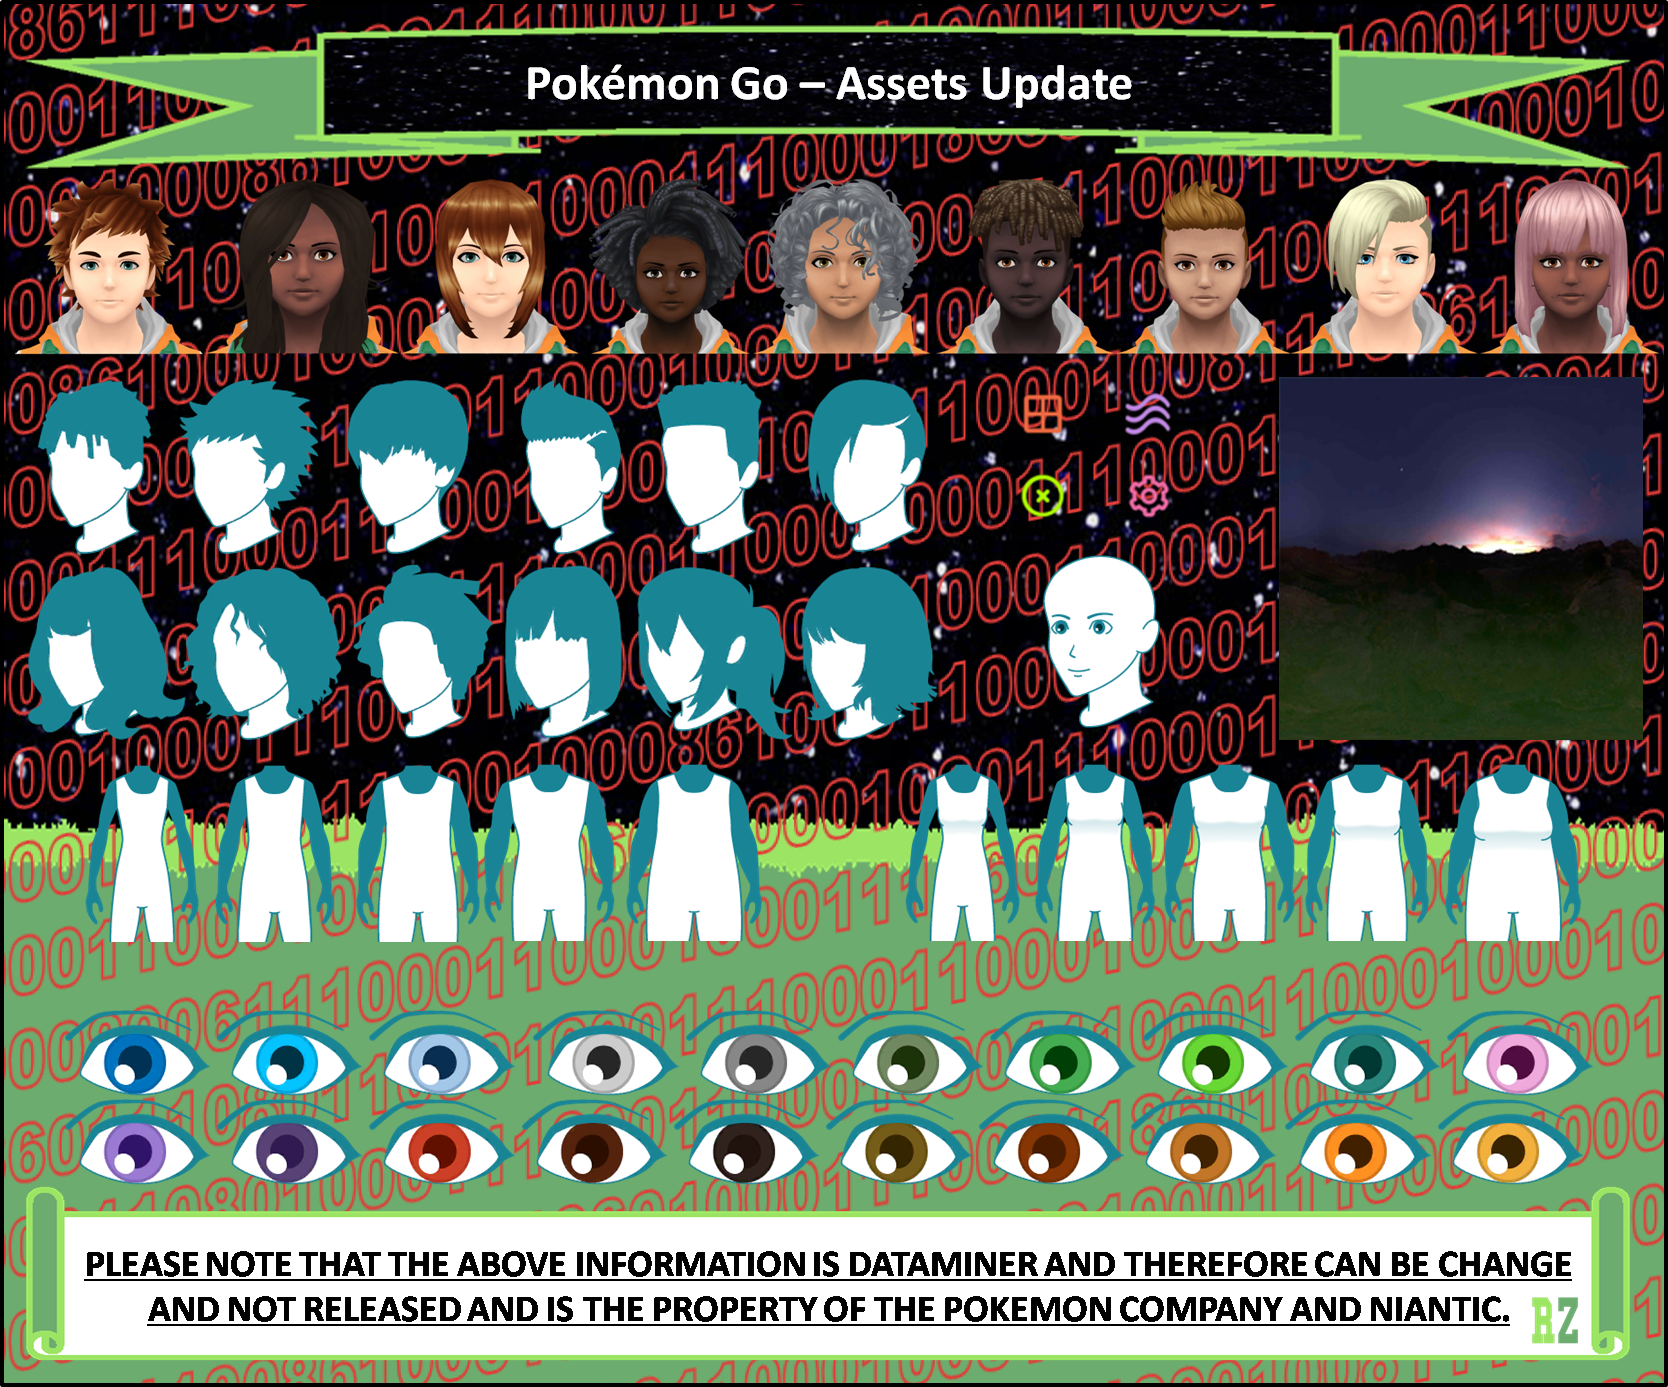 Pokémon Go – Assets Update
PLEASE NOTE THAT THE ABOVE INFORMATION IS DATAMINER AND THEREFORE CAN BE CHANGE
AND NOT RELEASED AND IS THE PROPERTY OF THE POKEMON COMPANY AND NIANTIC.
RZ